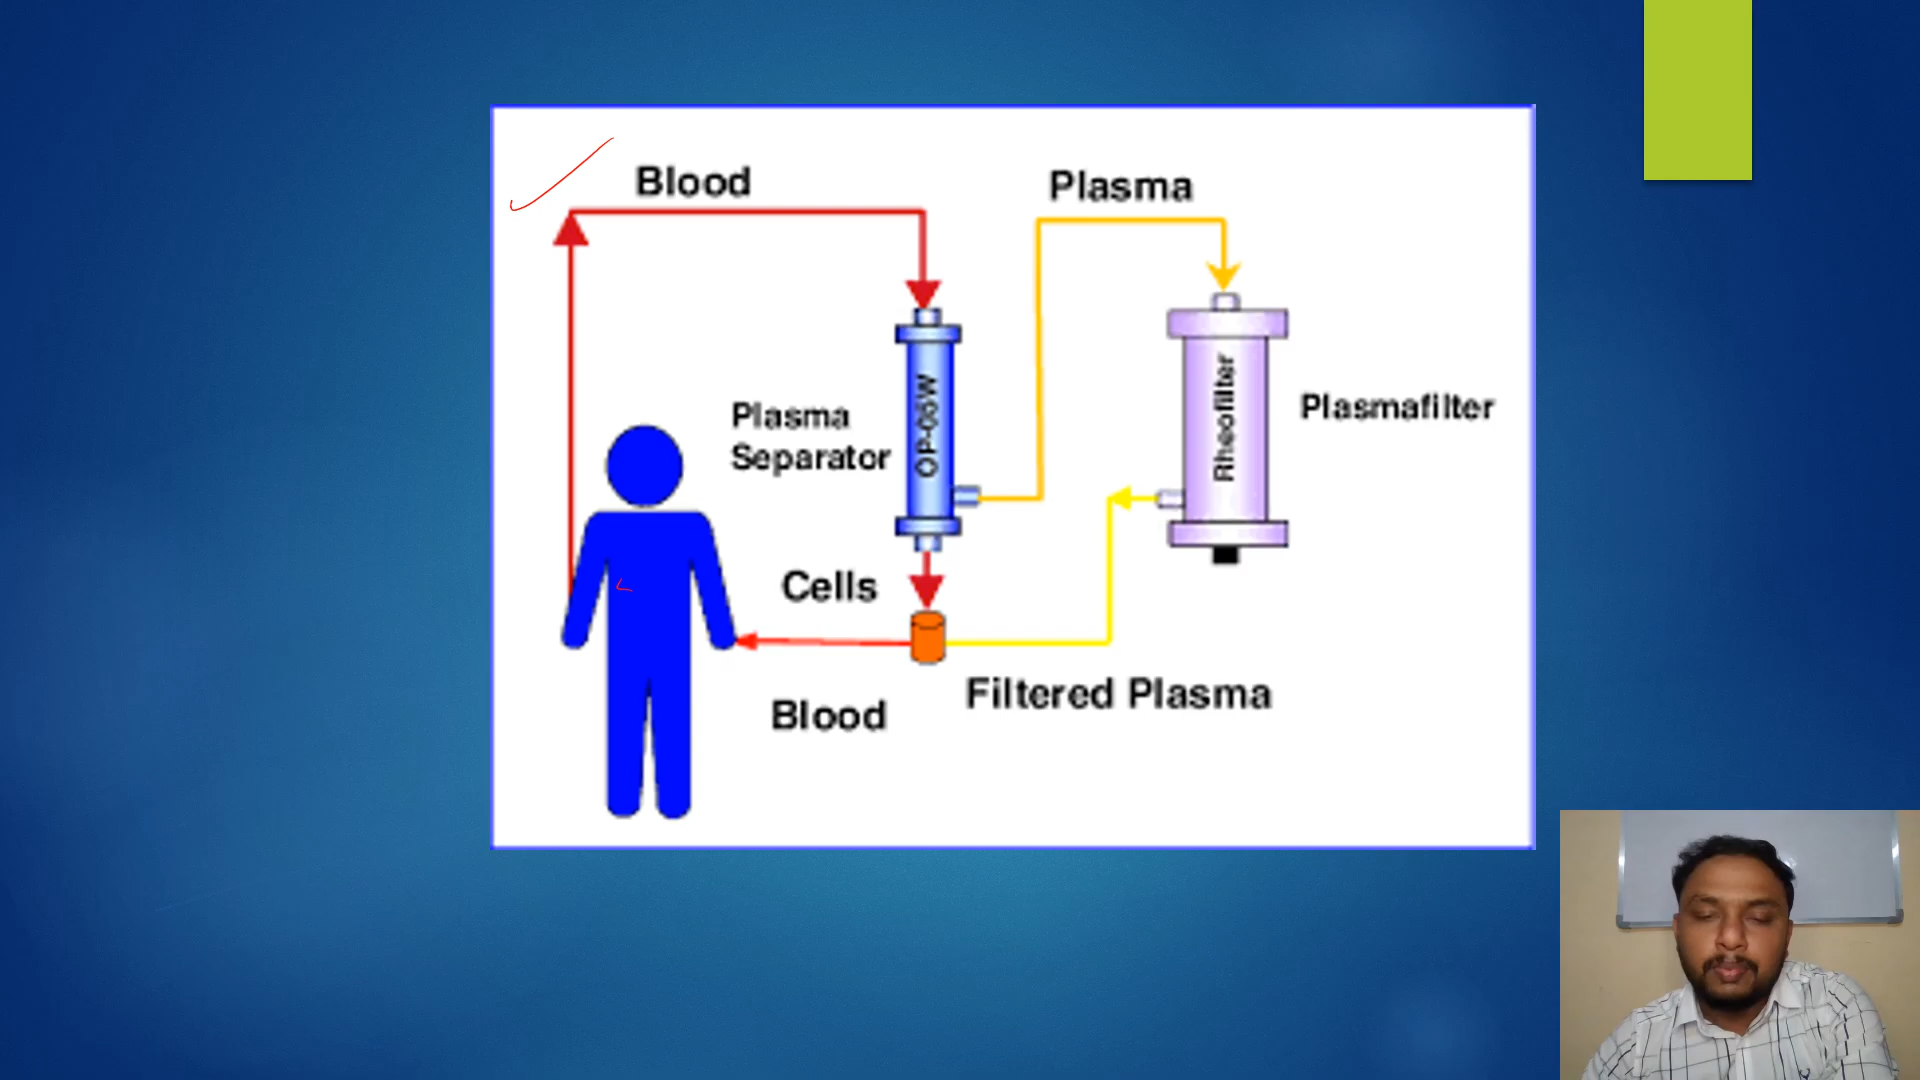 Blood
Plasma
Plasma
Separator
OP-05W
Rheofilter
Plasmafilter
Cells
Filtered Plasma
Blood